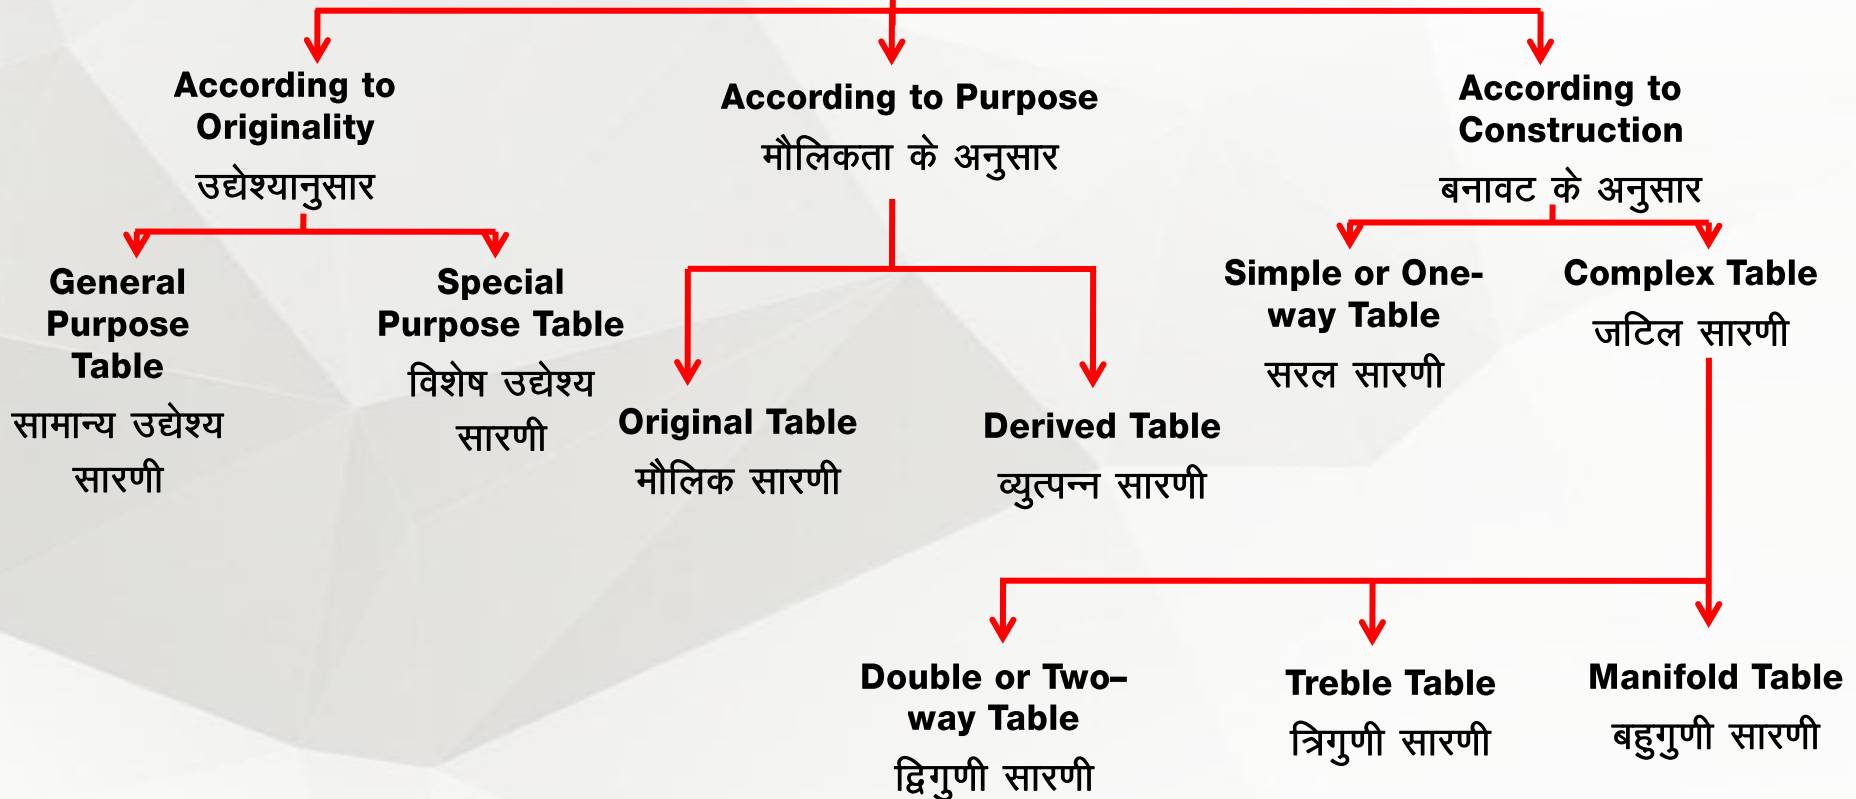 According to
Originality
उद्येश्यानुसार
According to Purpose
मौलिकता के अनुसार
According to
Construction
बनावट के अनुसार
General
Purpose
Table
सामान्य उद्येश्य
सारणी
Special
Purpose Table
विशेष उद्येश्य
सारणी
Original Table
मौलिक सारणी
Derived Table
व्युत्पन्न सारणी
Simple or One-
way Table
सरल सारणी
Complex Table
जटिल सारणी
Double or Two–
way Table
द्विगुणी सारणी
Treble Table
त्रिगुणी सारणी
Manifold Table
बहुगुणी सारणी